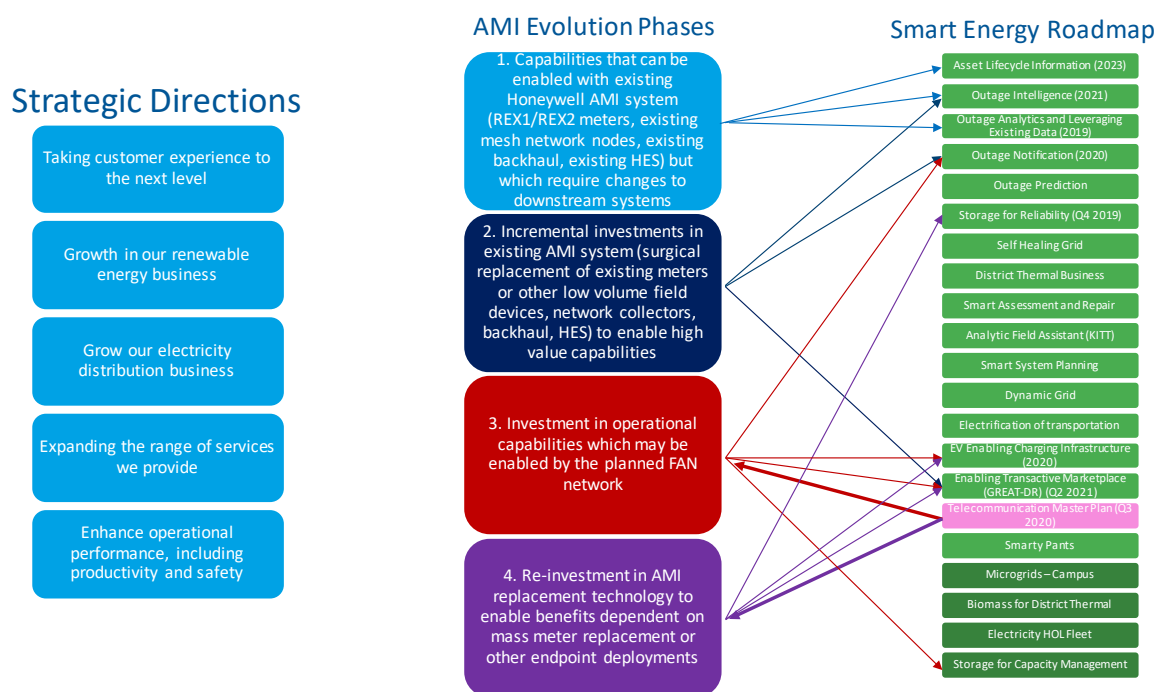 Strategic Directions
Taking customer experience to
the next level
Growth in our renewable
energy business
Grow our electricity
distribution business
Expanding the range of services
we provide
Enhance operational
performance, including
productivity and safety
AMI Evolution Phases
1. Capabilities that can be
enabled with existing
Honeywell AMI system
(REX1/REX2 meters, existing
mesh network nodes, existing
backhaul, existing HES) but
which require changes to
downstream systems
2. Incremental investments in
existing AMI system (surgical
replacement of existing meters
or other low volume field
devices, network collectors,
backhaul, HES) to enable high
value capabilities
3. Investment in operational
capabilities which may be
enabled by the planned FAN
network
4. Re-investment in AMI
replacement technology to
enable benefits dependent on
mass meter replacement or
other endpoint deployments
Smart Energy Roadmap
Asset Lifecycle Information (2023)
Outage Intelligence (2021)
Outage Analytics and Leveraging
Existing Data (2019)
Outage Notification (2020)
Outage Prediction
Storage for Reliability (Q4 2019)
Self Healing Grid
District Thermal Business
Smart Assessment and Repair
Analytic Field Assistant (KITT)
Smart System Planning
Dynamic Grid
Electrification of transportation
EV Enabling Charging Infrastructure
(2020)
Enabling Transactive Marketplace
(GREAT-DR) (Q2 2021)
Telecommunication Master Plan (Q3
2020)
Smarty Pants
Microgrids – Campus
Biomass for District Thermal
Electricity HOL Fleet
Storage for Capacity Management